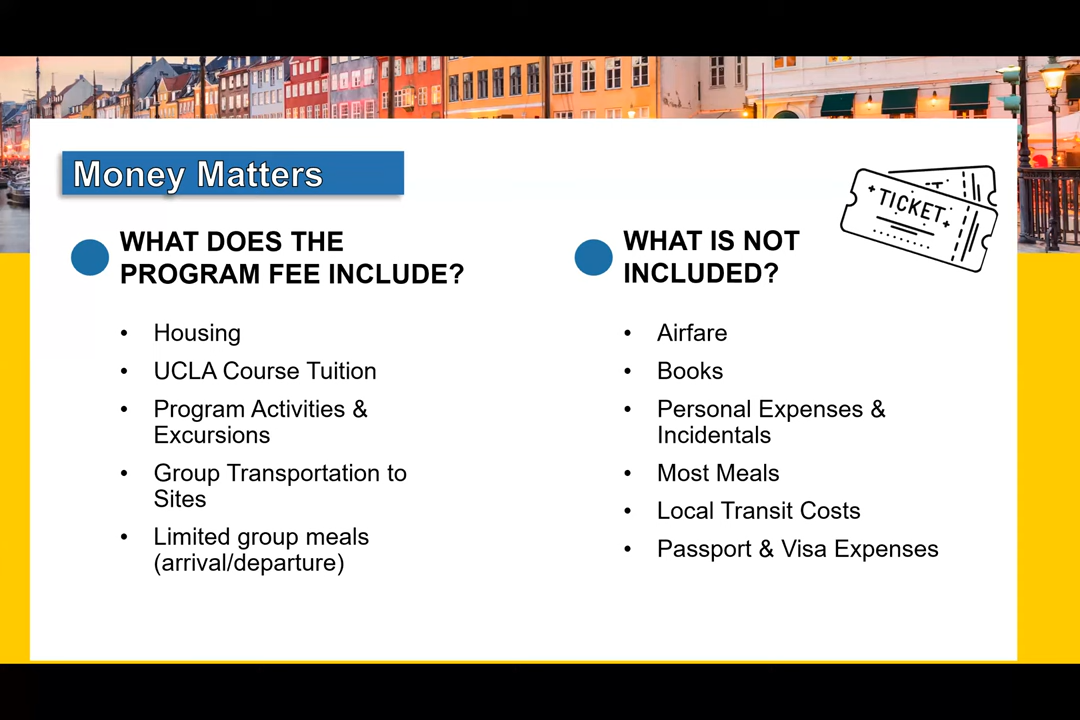 Money Matters
WHAT DOES THE
PROGRAM FEE INCLUDE?
• Housing
• UCLA Course Tuition
• Program Activities &
Excursions
• Group Transportation to
Sites
• Limited group meals
(arrival/departure)
WHAT IS NOT
INCLUDED?
• Airfare
• Books
• Personal Expenses &
Incidentals
• Most Meals
• Local Transit Costs
• Passport & Visa Expenses
TICKET